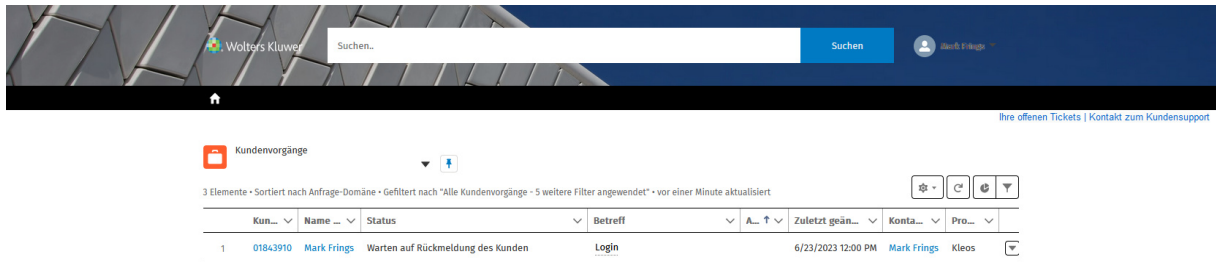 Wolters Kluwer
Suchen..
Suchen
Mark Frings
Ihre offenen Tickets | Kontakt zum Kundensupport
Kundenvorgänge
3 Elemente • Sortiert nach Anfrage-Domäne • Gefiltert nach "Alle Kundenvorgänge - 5 weitere Filter angewendet" • vor einer Minute aktualisiert
Kun... Name ... Status Betreff A... ↑ Zuletzt geän... Konta... Pro...
1 01843910 Mark Frings Warten auf Rückmeldung des Kunden Login 6/23/2023 12:00 PM Mark Frings Kleos